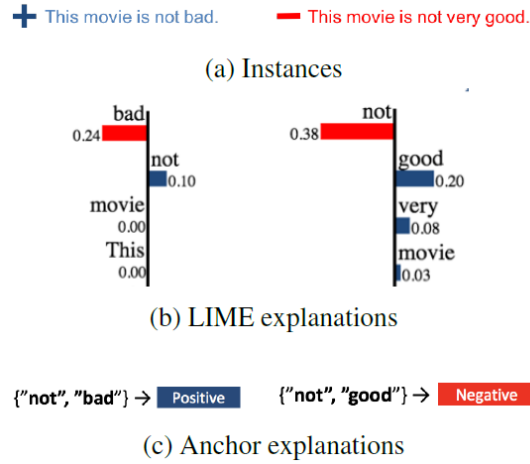 + This movie is not bad. — This movie is not very good.
(a) Instances
bad not
0.24 0.38
not good
0.10 0.20
movie very
0.00 0.08
This movie
0.00 0.03
(b) LIME explanations
{"not", "bad"} → Positive {"not", "good"} → Negative
(c) Anchor explanations